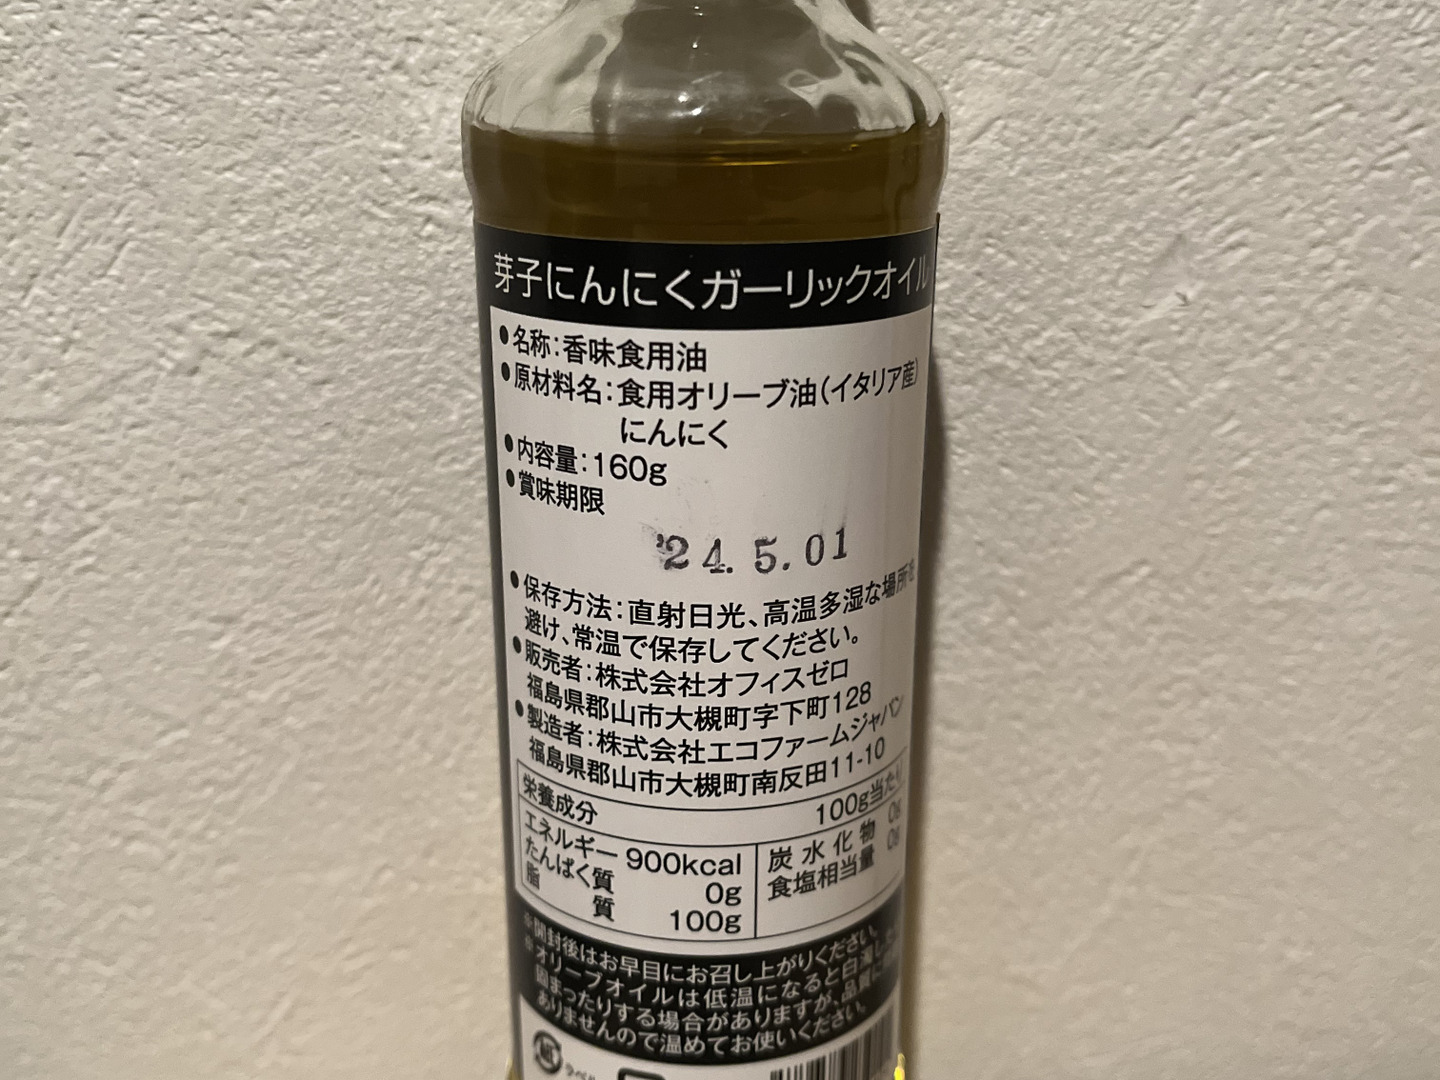 芽子にんにくガーリックオイル
●名称:香味食用油
●原材料名:食用オリーブ油(イタリア産)
にんにく
●内容量:160g
●賞味期限
'24.5.01
●保存方法:直射日光、高温多湿な場所を
避け、常温で保存してください。
●販売者:株式会社オフィスゼロ
福島県郡山市大槻町字下町128
●製造者:株式会社エコファームジャパン
福島県郡山市大槻町南反田11-10
栄養成分 100g当たり
エネルギー 900kcal 炭水化物 0g
たんぱく質 0g 食塩相当量 0g
脂質 100g
※開封後はお早目にお召し上がりください。
※オリーブオイルは低温になると白濁したり
固まったりする場合がありますが、品質に
ありませんので温めてお使いください。
紙
ラベル